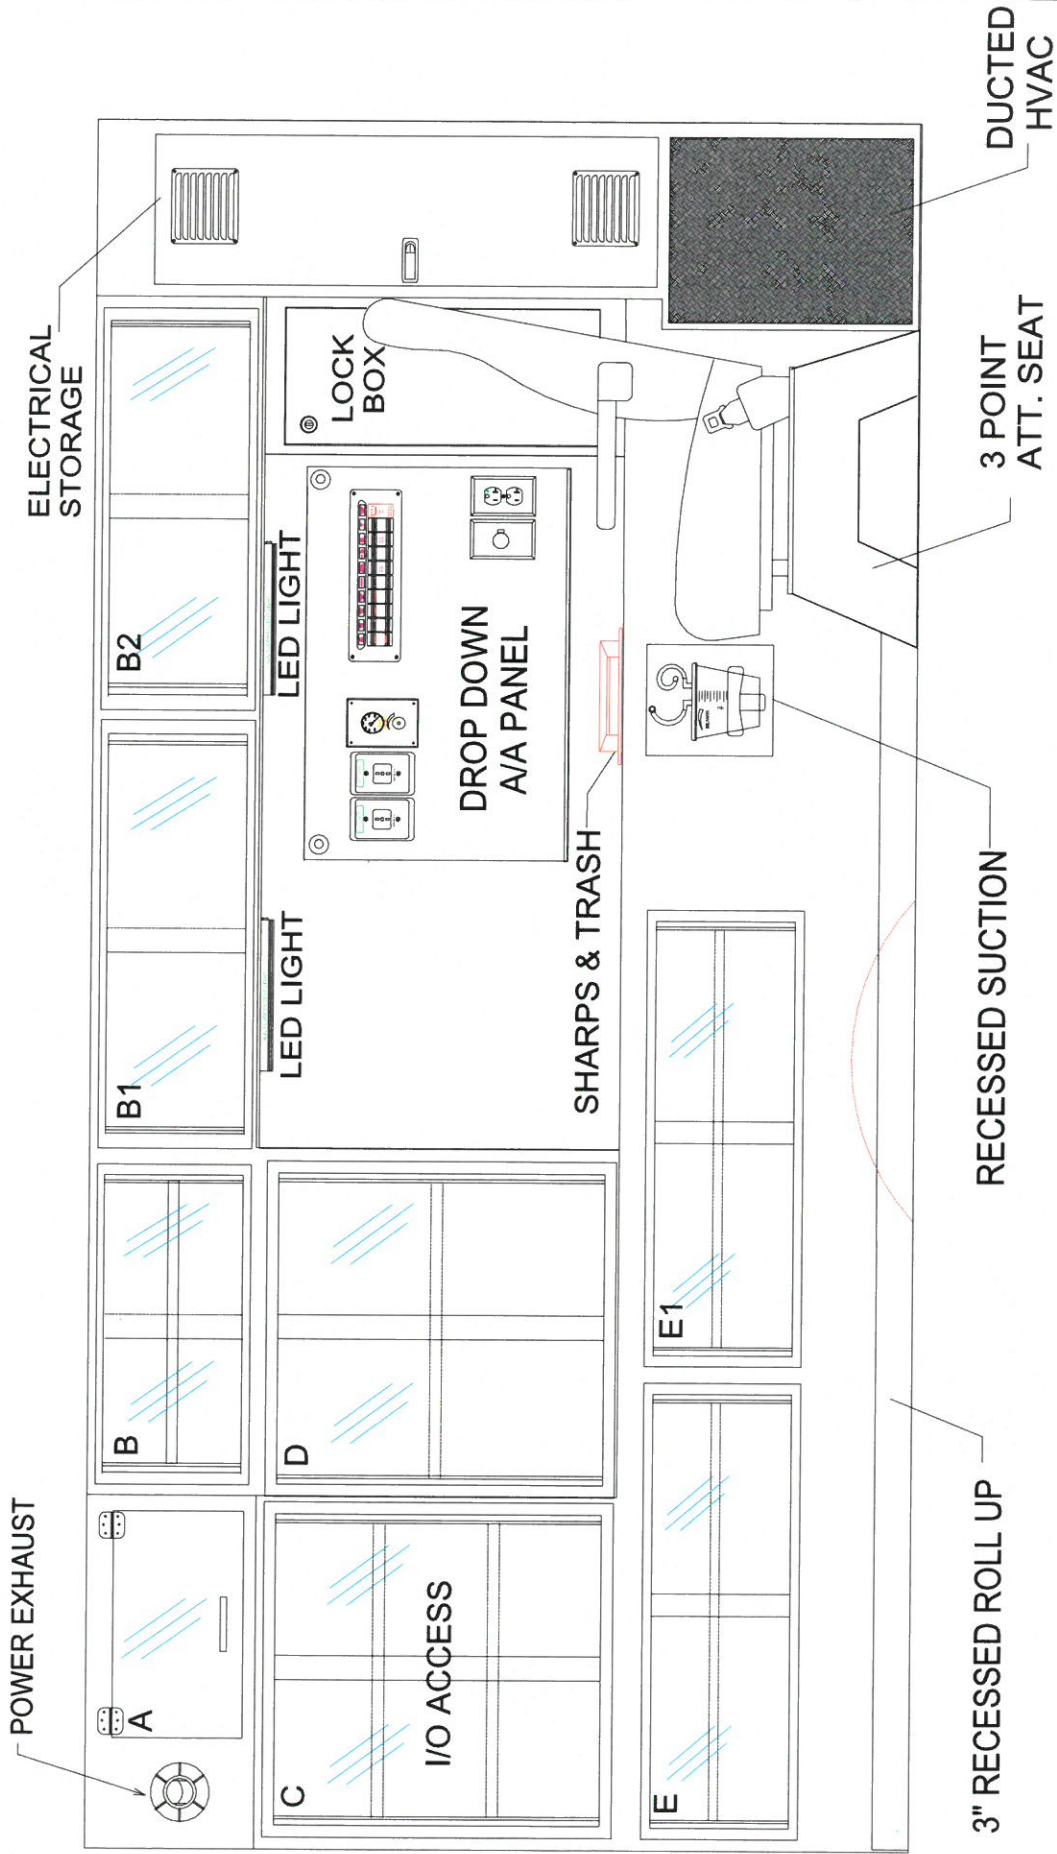 POWER EXHAUST
ELECTRICAL
STORAGE
A
B
B1
B2
LED LIGHT
LED LIGHT
LOCK
BOX
C
I/O ACCESS
D
DROP DOWN
A/A PANEL
SHARPS & TRASH
E
E1
3" RECESSED ROLL UP
RECESSED SUCTION
3 POINT
ATT. SEAT
DUCTED
HVAC